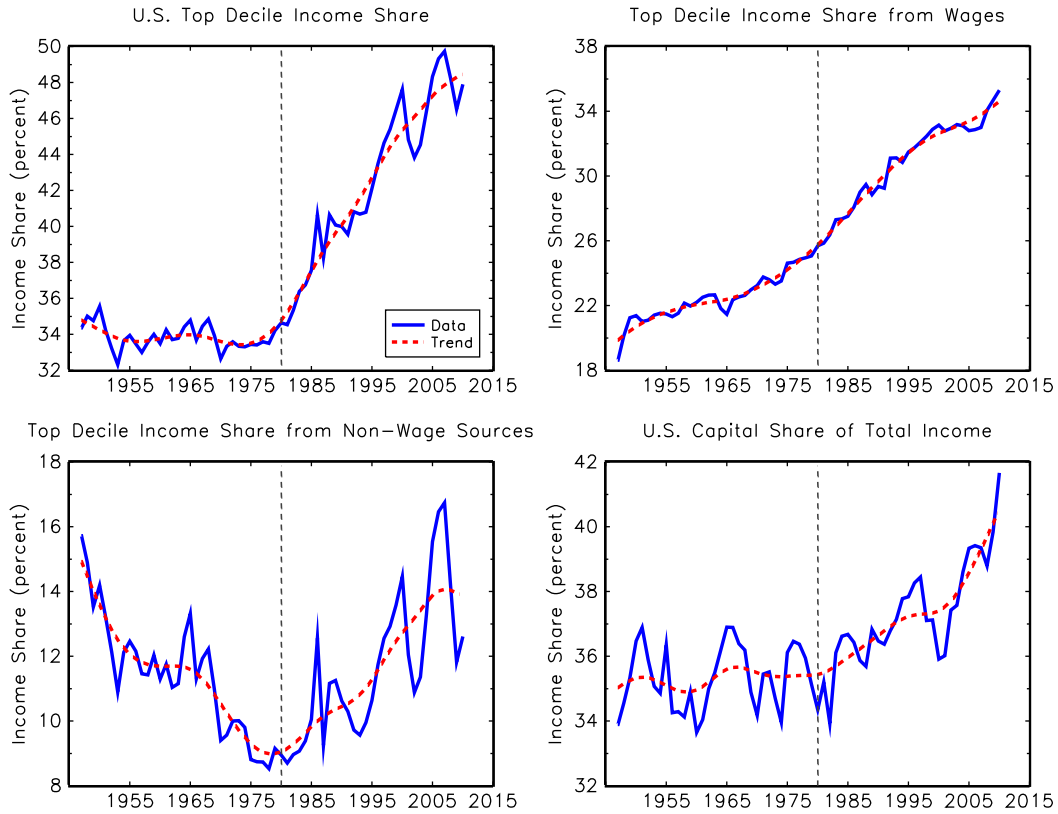 U.S. Top Decile Income Share
Income Share (percent)
50
48
46
44
42
40
38
36
34
32
1955 1965 1975 1985 1995 2005 2015
Data
Trend
Top Decile Income Share from Wages
Income Share (percent)
38
34
30
26
22
18
1955 1965 1975 1985 1995 2005 2015
Top Decile Income Share from Non-Wage Sources
Income Share (percent)
18
16
14
12
10
8
1955 1965 1975 1985 1995 2005 2015
U.S. Capital Share of Total Income
Income Share (percent)
42
40
38
36
34
32
1955 1965 1975 1985 1995 2005 2015